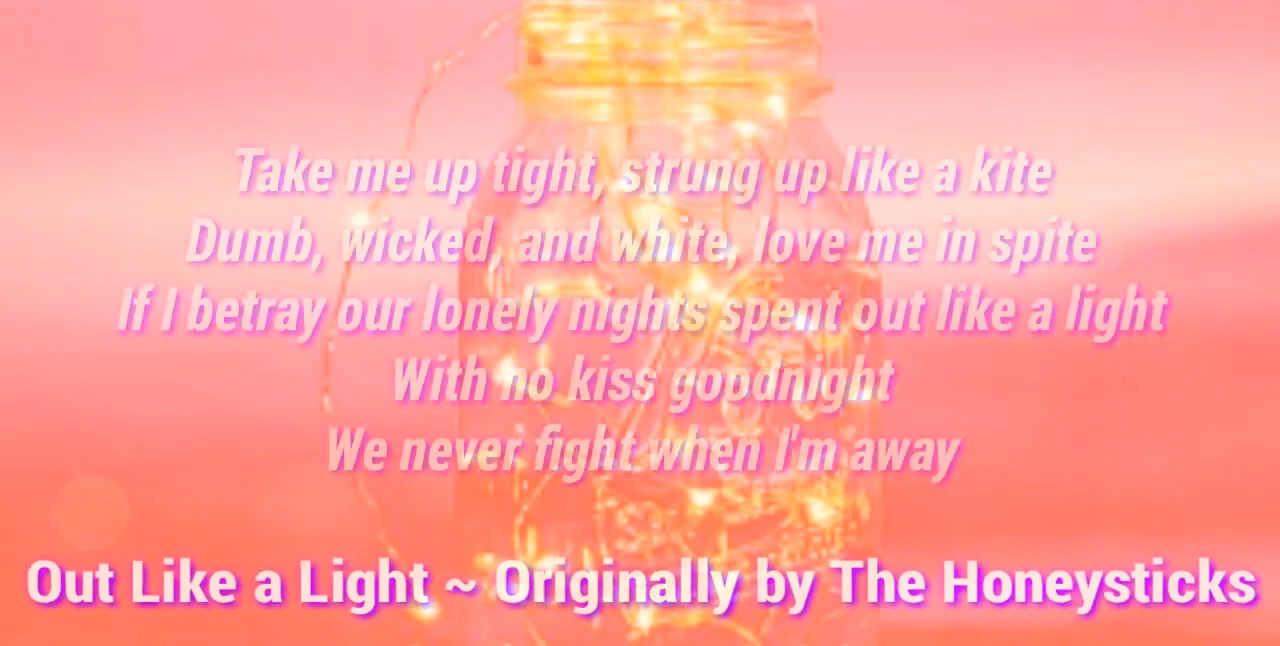 Take me up tight, strung up like a kite
Dumb, wicked, and white, love me in spite
If I betray our lonely nights spent out like a light
With no kiss goodnight
We never fight when I'm away
Out Like a Light ~ Originally by The Honeysticks